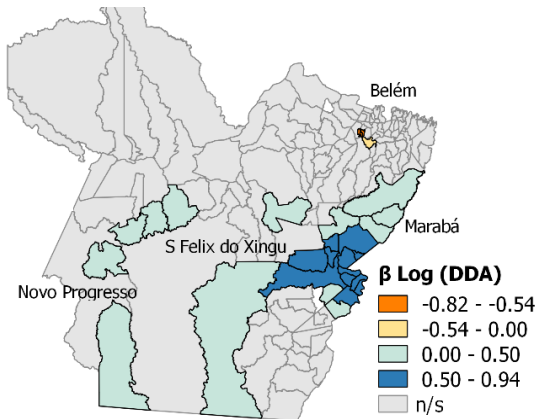 Belém
S Felix do Xingu
Marabá
Novo Progresso
β Log (DDA)
-0.82 - -0.54
-0.54 - 0.00
0.00 - 0.50
0.50 - 0.94
n/s